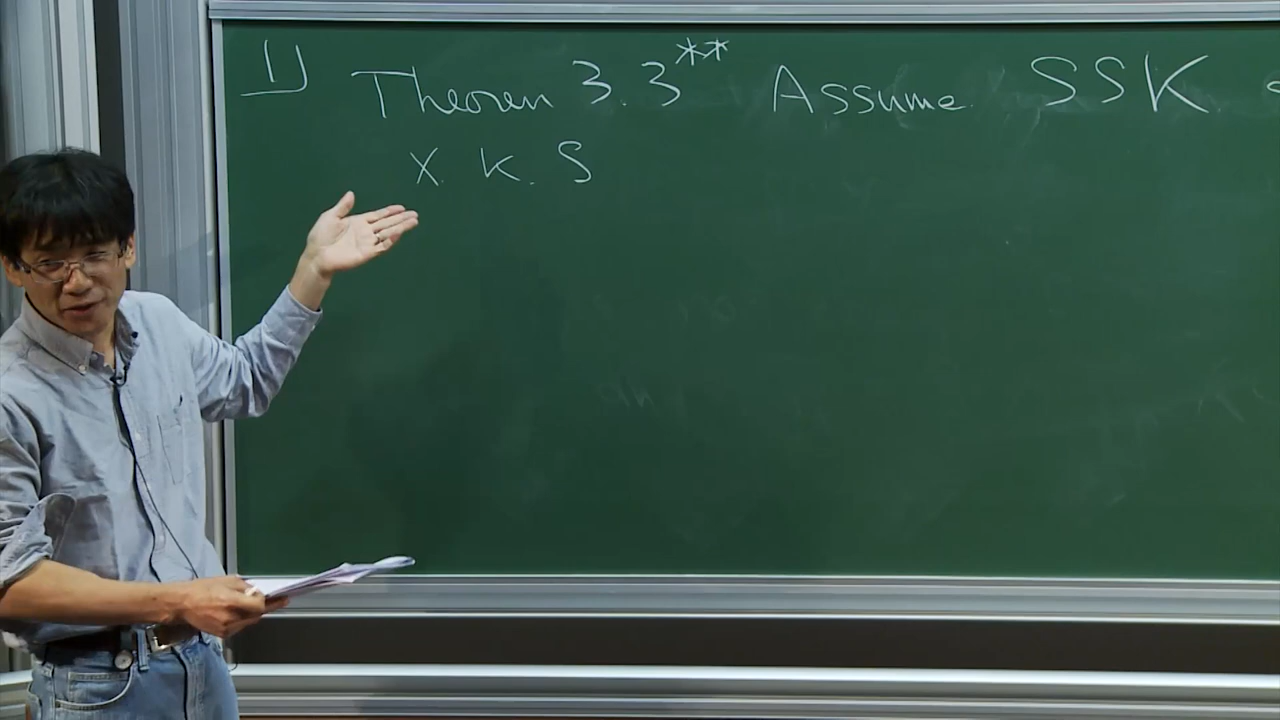 1) Theorem 3.3** Assume SSK
X. K. S